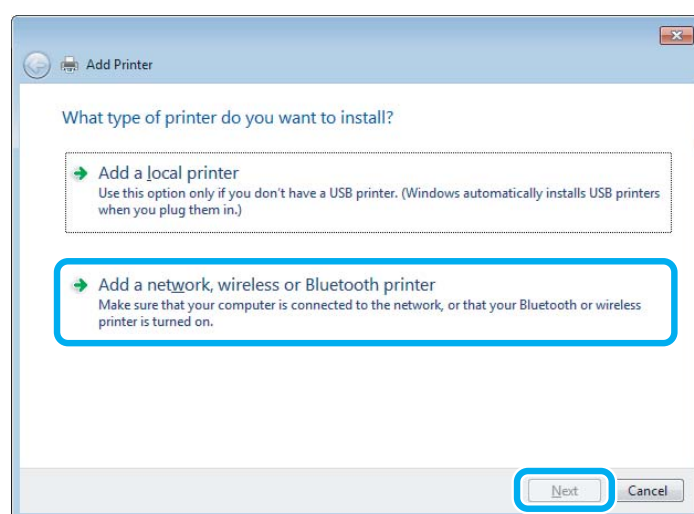 Add Printer
What type of printer do you want to install?
Add a local printer
Use this option only if you don't have a USB printer. (Windows automatically installs USB printers
when you plug them in.)
Add a network, wireless or Bluetooth printer
Make sure that your computer is connected to the network, or that your Bluetooth or wireless
printer is turned on.
Next Cancel